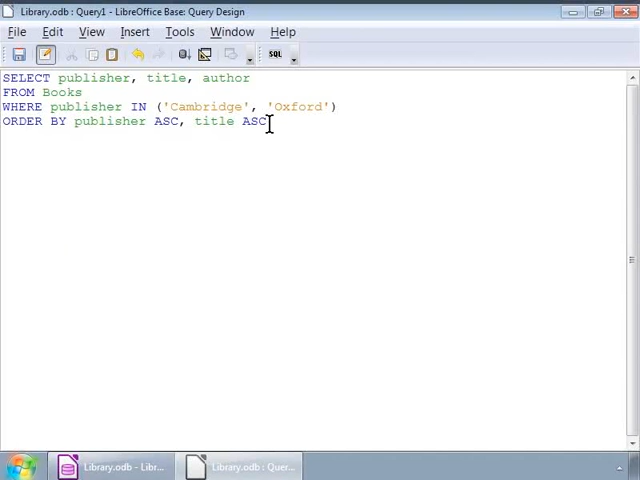 Library.odb : Query1 - LibreOffice Base: Query Design
File Edit View Insert Tools Window Help
SQL
SELECT publisher, title, author
FROM Books
WHERE publisher IN ('Cambridge', 'Oxford')
ORDER BY publisher ASC, title ASC
Library.odb - Libr... Library.odb : Quer...